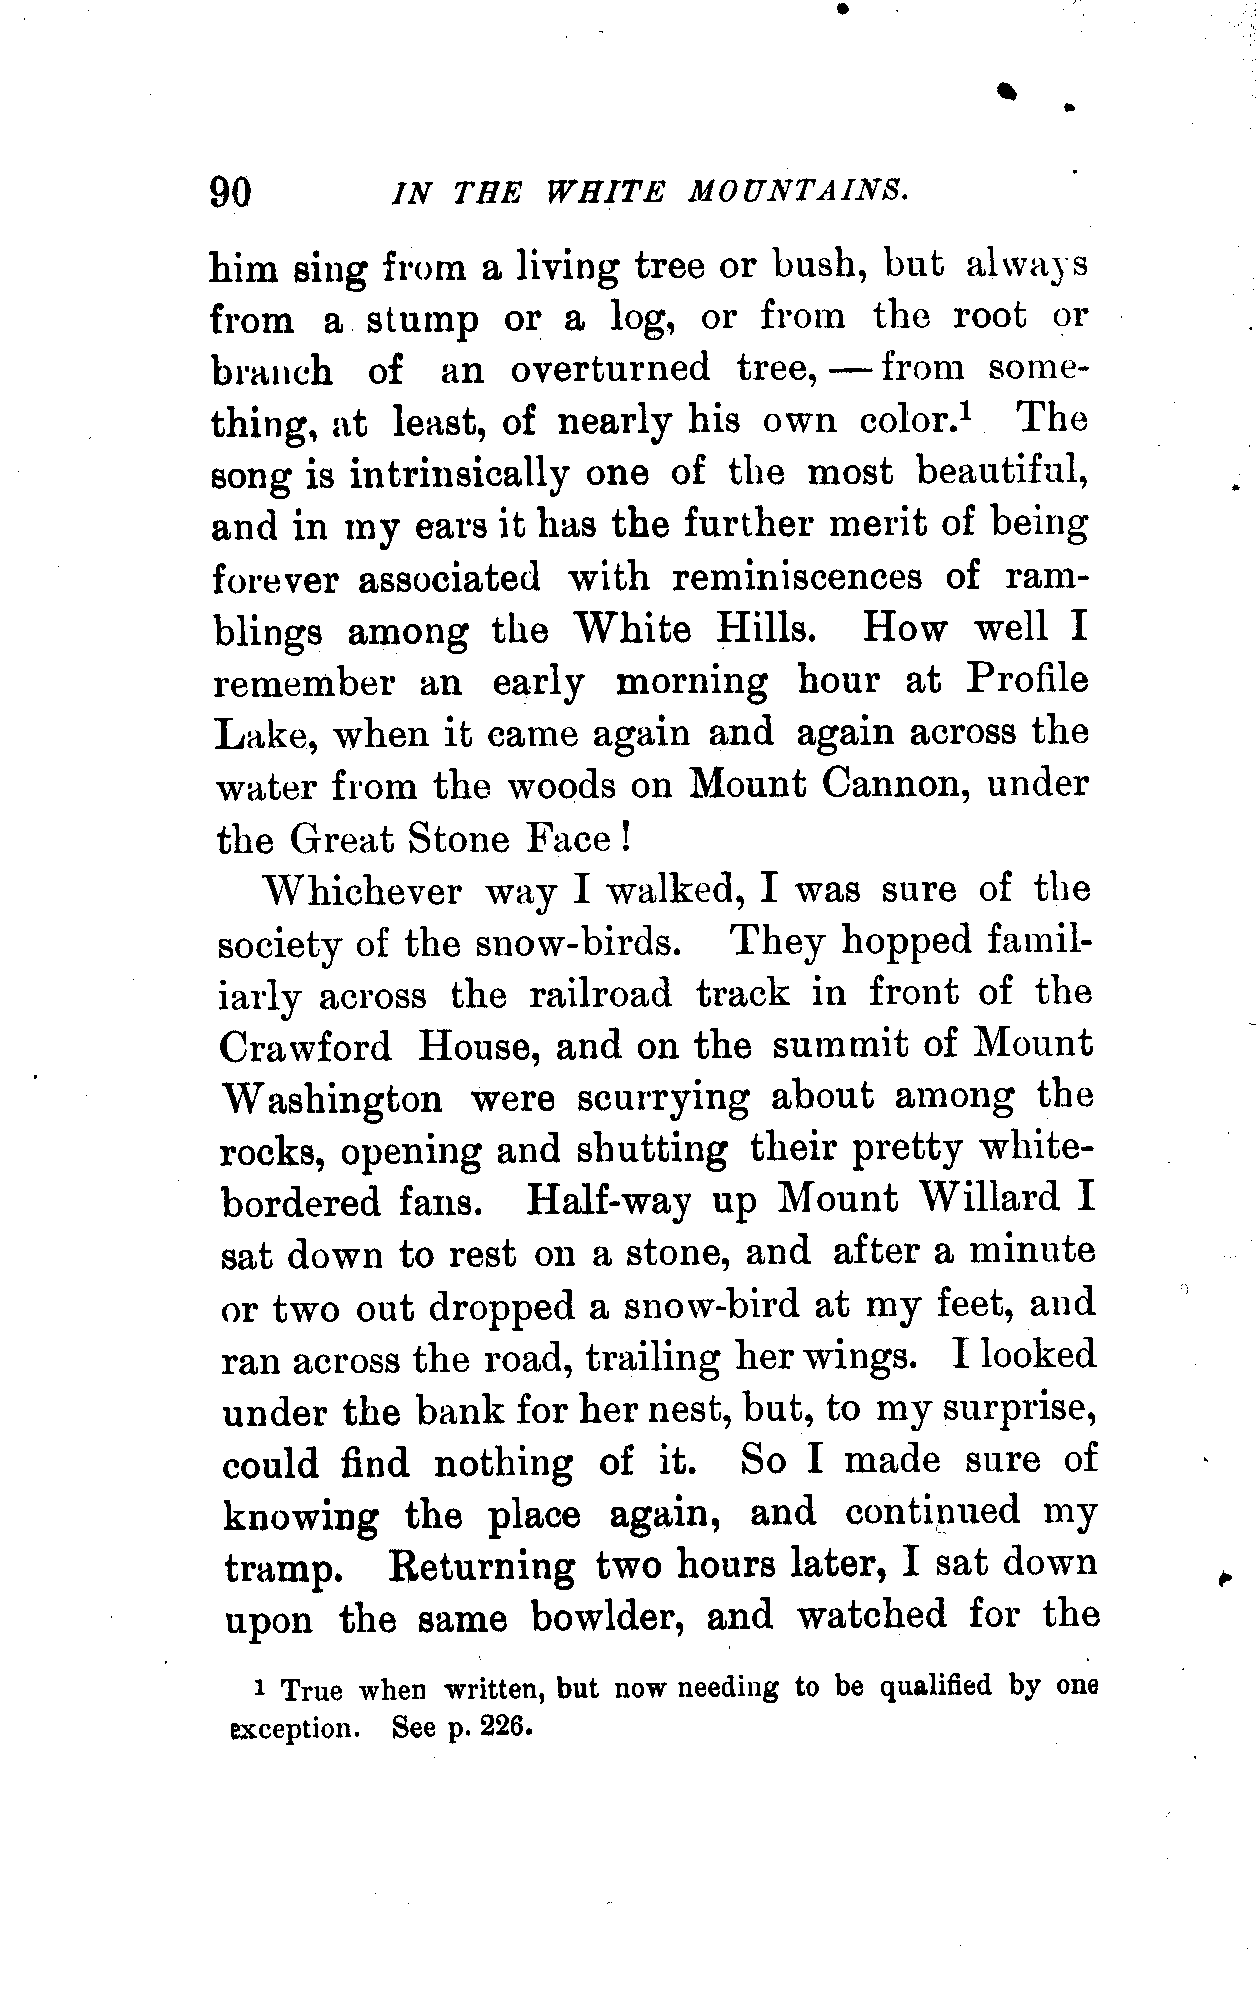 90 IN THE WHITE MOUNTAINS.
him sing from a living tree or bush, but always
from a stump or a log, or from the root or
branch of an overturned tree, — from some-
thing, at least, of nearly his own color.¹ The
song is intrinsically one of the most beautiful,
and in my ears it has the further merit of being
forever associated with reminiscences of ram-
blings among the White Hills. How well I
remember an early morning hour at Profile
Lake, when it came again and again across the
water from the woods on Mount Cannon, under
the Great Stone Face!
Whichever way I walked, I was sure of the
society of the snow-birds. They hopped famil-
iarly across the railroad track in front of the
Crawford House, and on the summit of Mount
Washington were scurrying about among the
rocks, opening and shutting their pretty white-
bordered fans. Half-way up Mount Willard I
sat down to rest on a stone, and after a minute
or two out dropped a snow-bird at my feet, and
ran across the road, trailing her wings. I looked
under the bank for her nest, but, to my surprise,
could find nothing of it. So I made sure of
knowing the place again, and continued my
tramp. Returning two hours later, I sat down
upon the same bowlder, and watched for the
¹ True when written, but now needing to be qualified by one
exception. See p. 226.